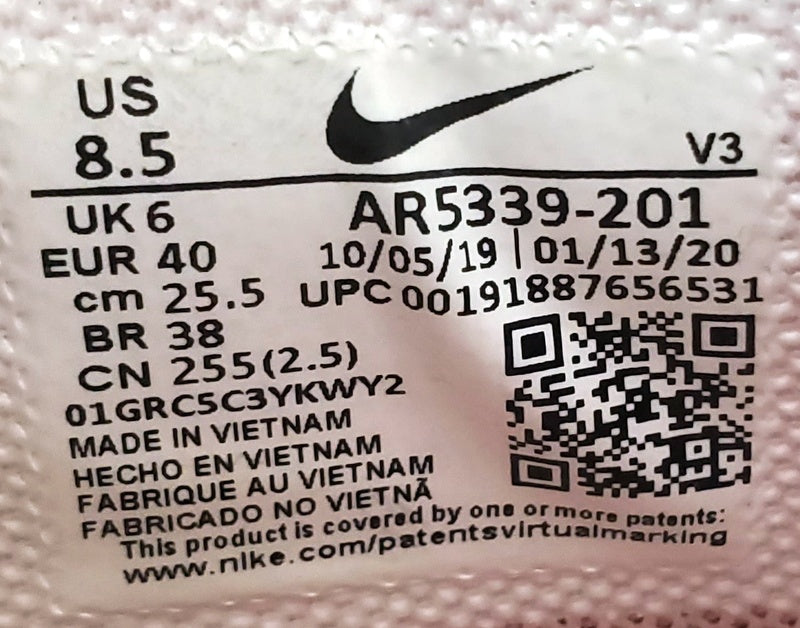 US
8.5
V3
UK 6
AR5339-201
EUR 40
10/05/19 | 01/13/20
cm 25.5
UPC 00191887656531
BR 38
CN 255(2.5)
01GRC5C3YKWY2
MADE IN VIETNAM
HECHO EN VIETNAM
FABRIQUE AU VIETNAM
FABRICADO NO VIETNÃ
This product is covered by one or more patents:
www.nike.com/patentsvirtualmarking